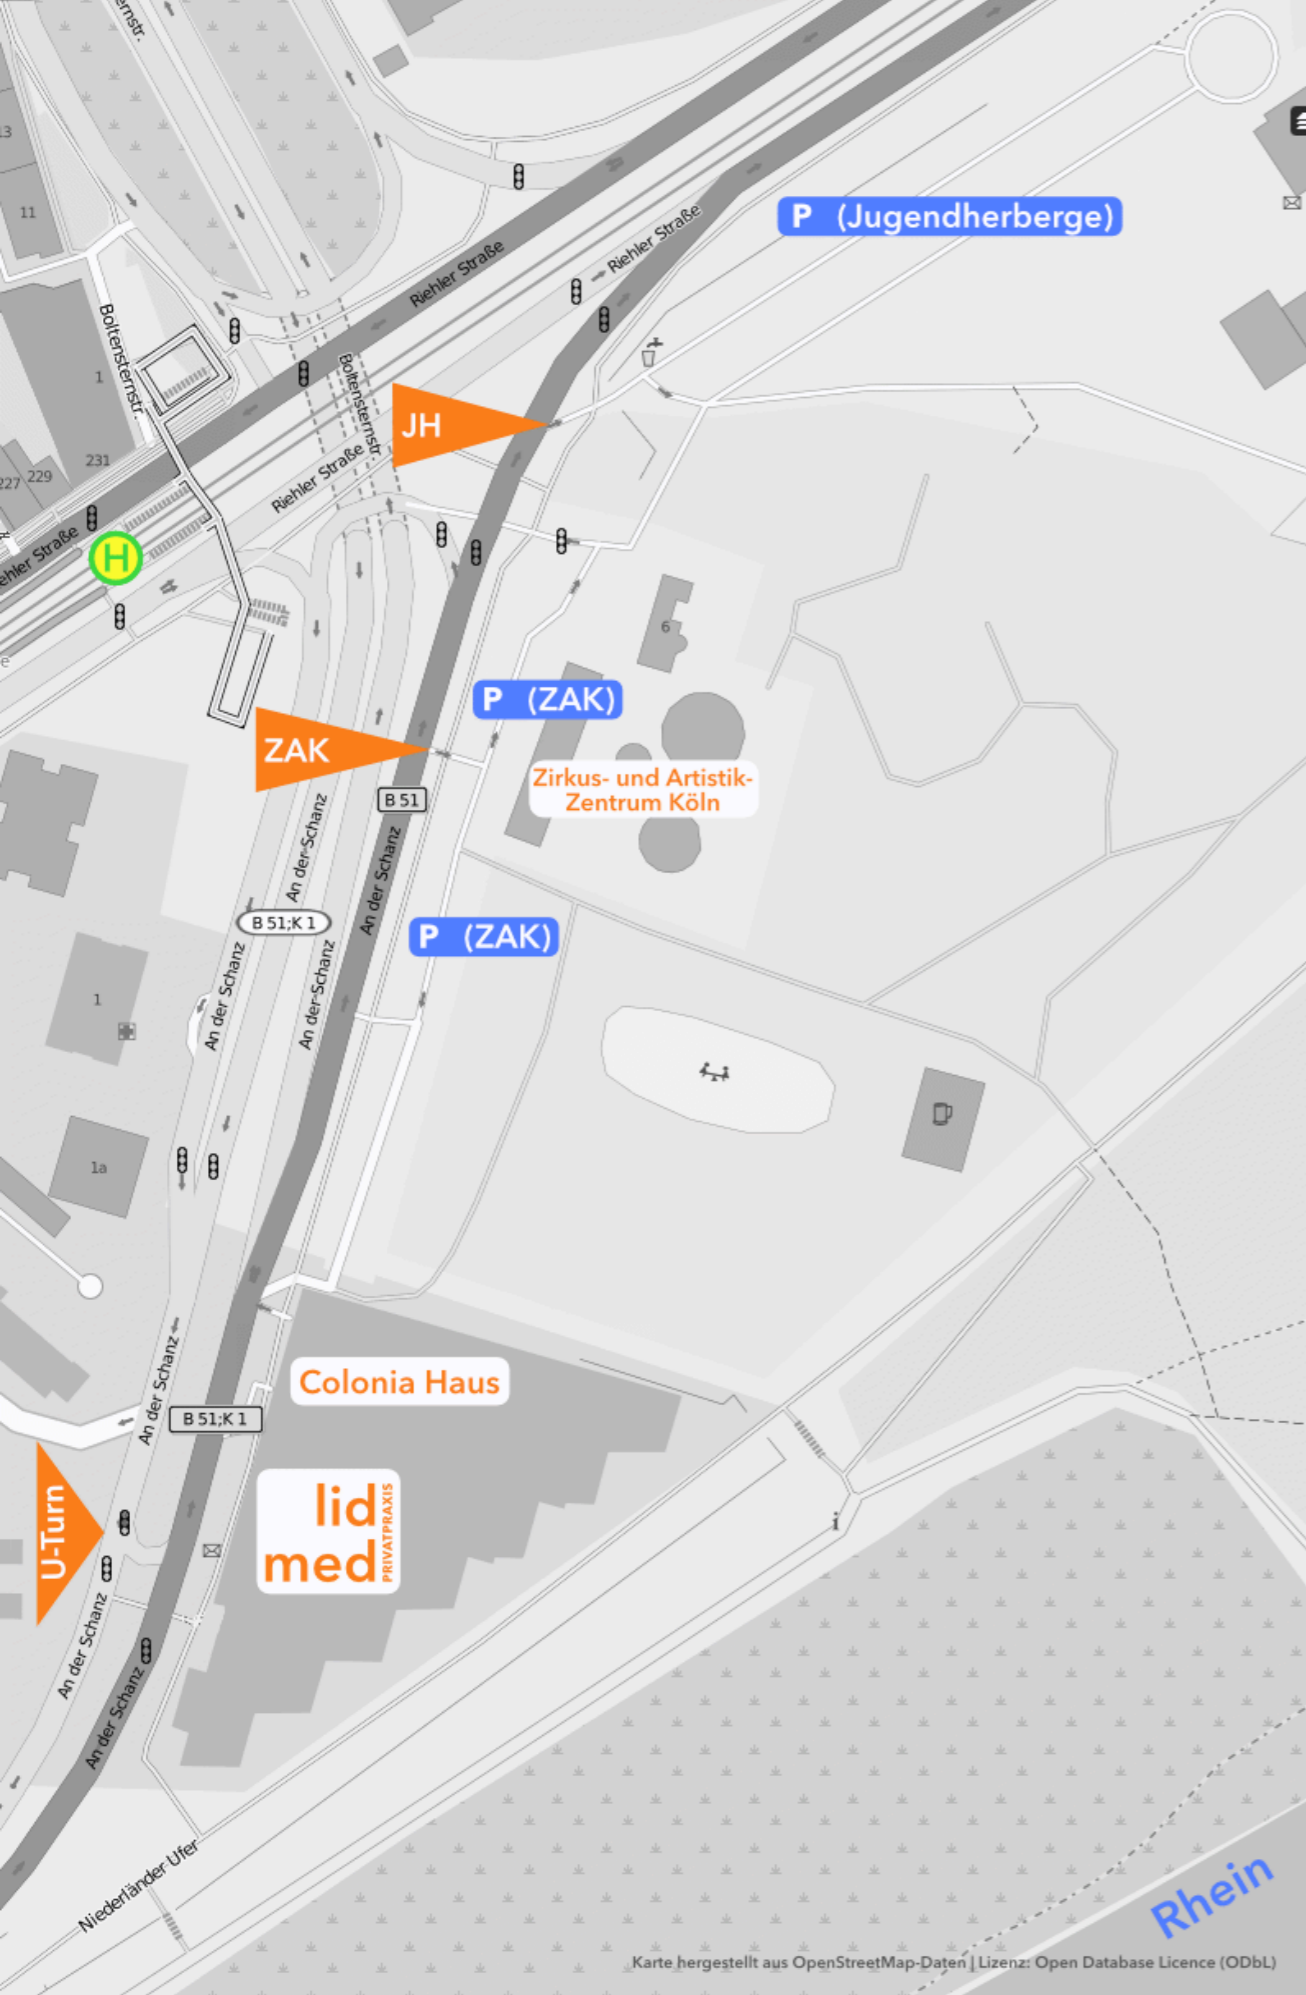 13
11
P (Jugendherberge)
Riehler Straße
Riehler Straße
Boltensternstr.
1
Boltensternstr.
JH
231
229
227
Riehler Straße
H
6
P (ZAK)
ZAK
Zirkus- und Artistik-
Zentrum Köln
B 51
An der Schanz
An der Schanz
B 51;K 1
P (ZAK)
An der Schanz
An der Schanz
1
1a
An der Schanz
Colonia Haus
B 51;K 1
U-Turn
lid
med
PRIVATPRAXIS
i
An der Schanz
An der Schanz
Niederländer Ufer
Rhein
Karte hergestellt aus OpenStreetMap-Daten | Lizenz: Open Database Licence (ODbL)